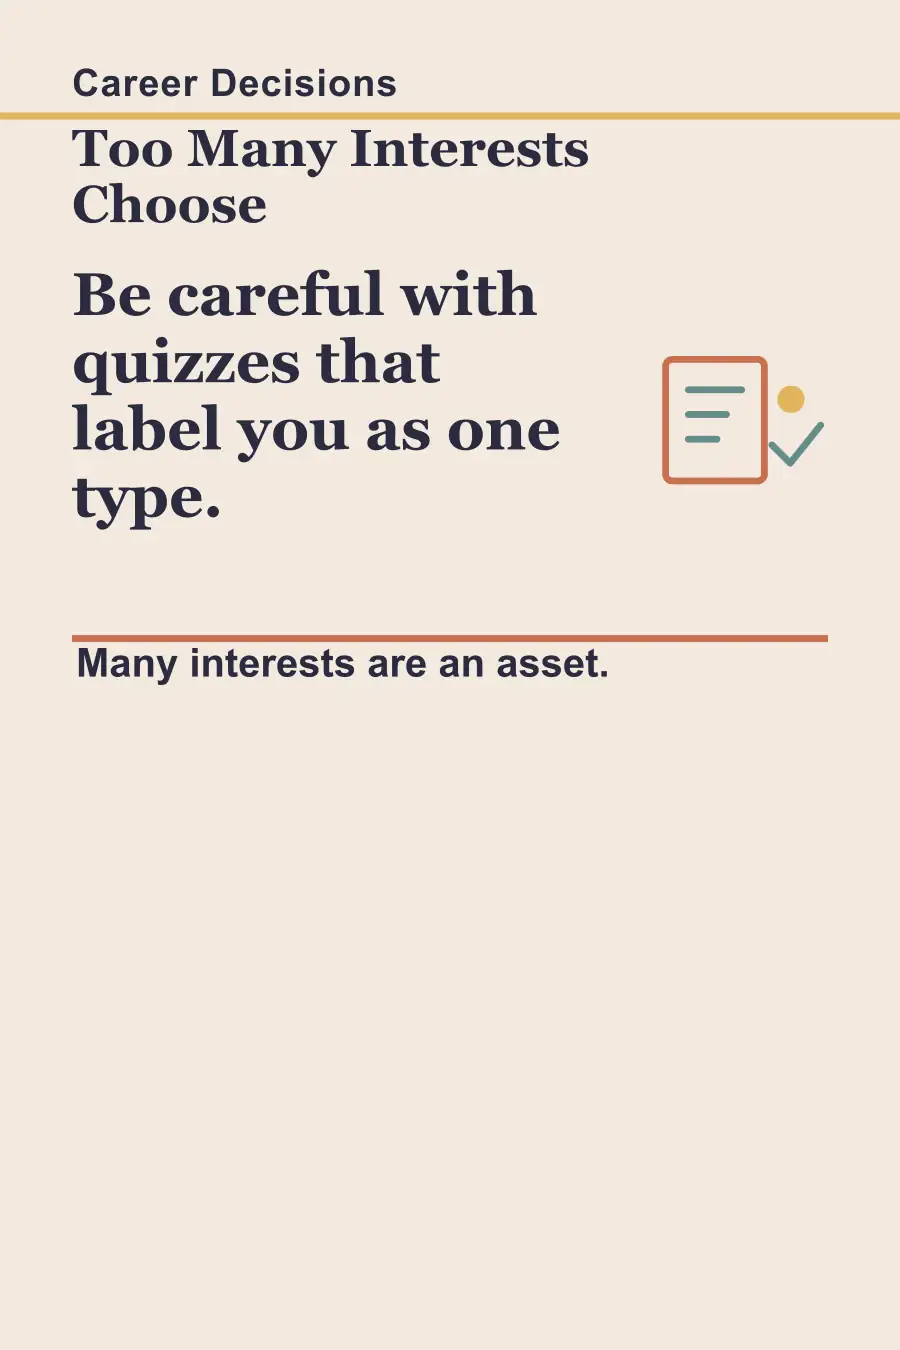 Career Decisions
Too Many Interests
Choose
Be careful with
quizzes that
label you as one
type.
Many interests are an asset.